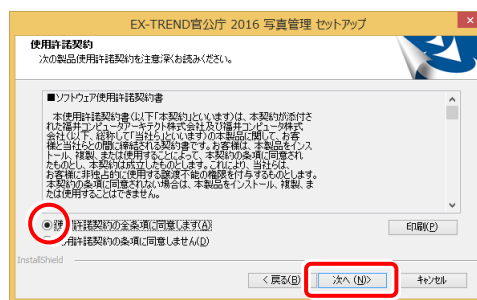 EX-TREND官公庁 2016 写真管理 セットアップ
使用許諾契約
次の製品使用許諾契約を注意深くお読みください。
■ソフトウェア使用許諾契約書
本使用許諾契約書(以下「本契約」といいます)は、本契約が添付さ
れた福井コンピュータアーキテクト株式会社及び福井コンピュータ株式
会社(以下、総称して「当社ら」といいます)の本製品に関して、お客
様と当社らとの間に締結される契約書です。お客様は、本製品をインス
トール、複製、または使用することによって、本契約の条項に同意され
たものとし、本契約は成立したものとします。これにより、当社らは、
お客様に非独占的に使用する譲渡不能の権限を付与するものとします。
本契約の条項に同意されない場合は、本製品をインストール、複製、ま
たは使用することはできません。
使用許諾契約の全条項に同意します(A)
印刷(P)
使用許諾契約の条項に同意しません(D)
InstallShield
< 戻る(B)
次へ (N)>
キャンセル